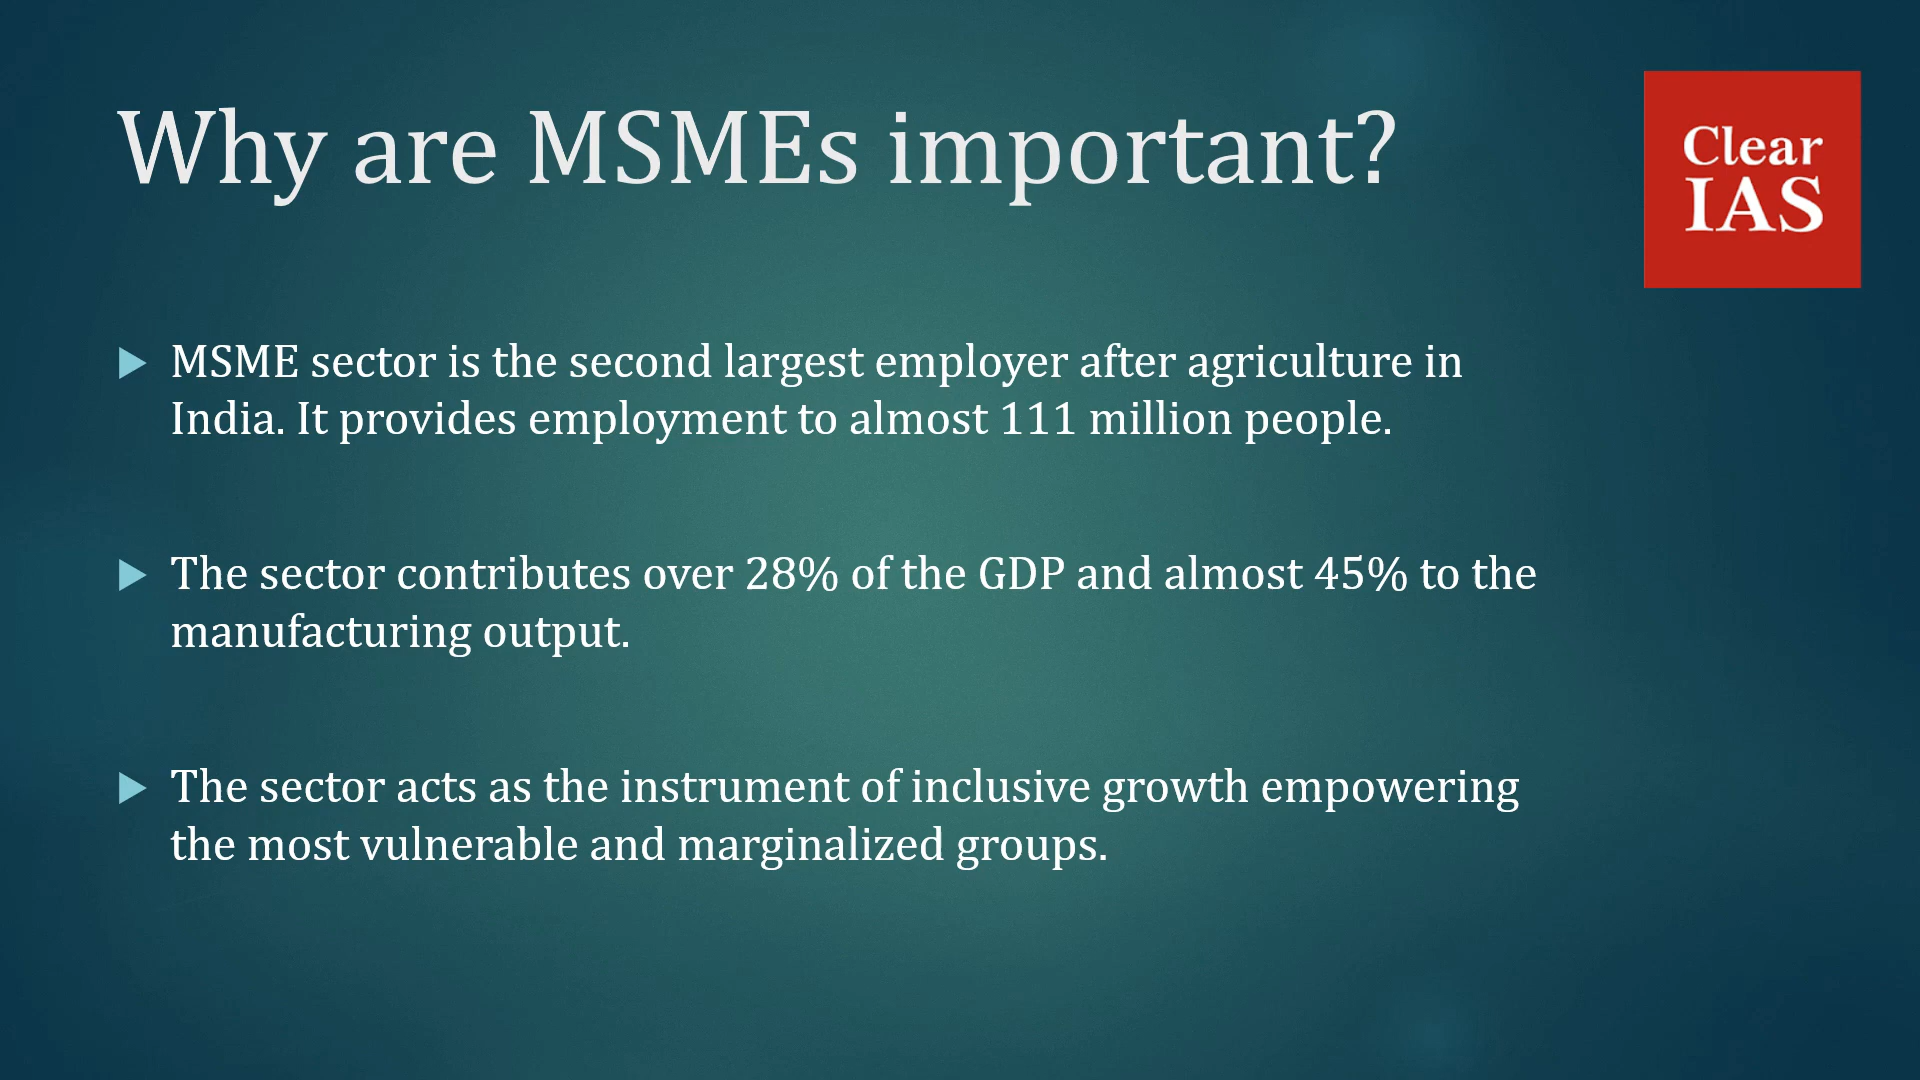 Why are MSMEs important?
Clear
IAS
MSME sector is the second largest employer after agriculture in
India. It provides employment to almost 111 million people.
The sector contributes over 28% of the GDP and almost 45% to the
manufacturing output.
The sector acts as the instrument of inclusive growth empowering
the most vulnerable and marginalized groups.